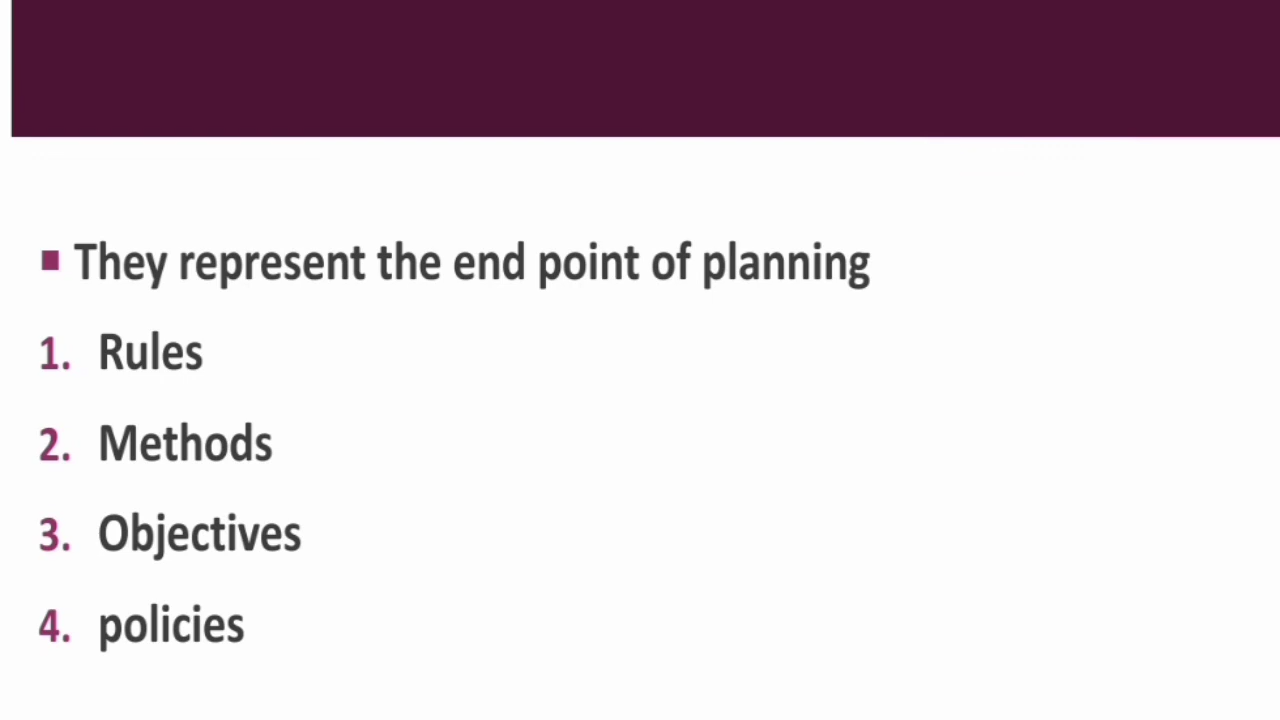 They represent the end point of planning
1. Rules
2. Methods
3. Objectives
4. policies